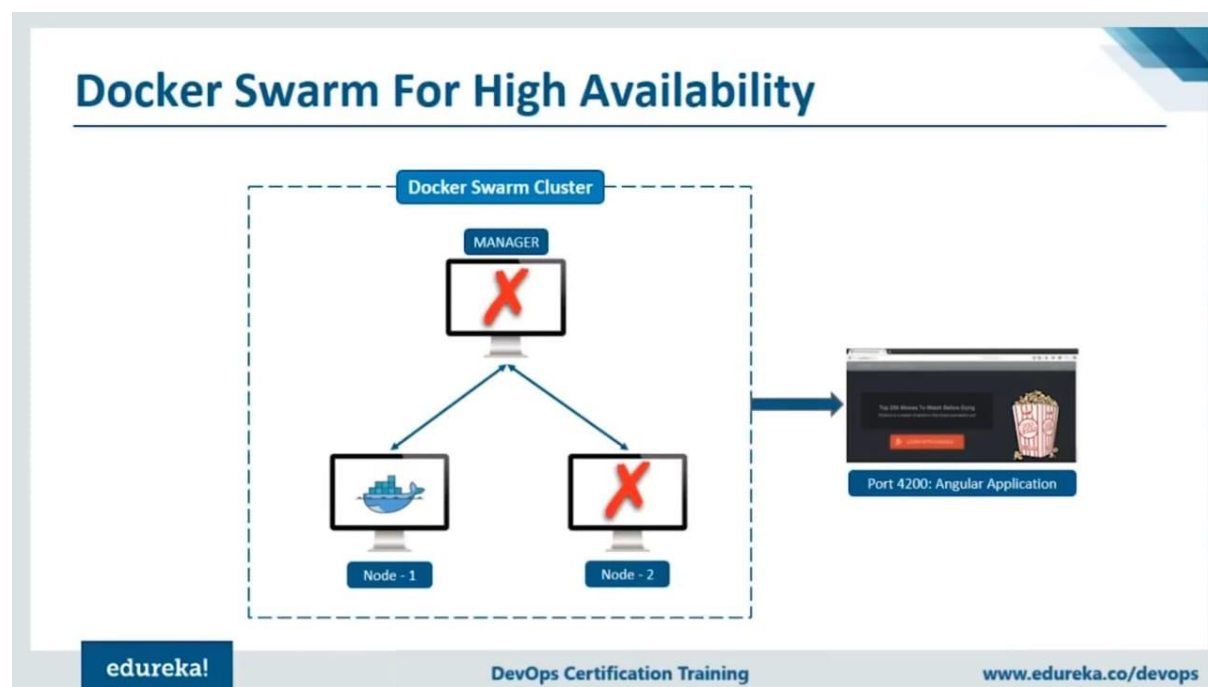 Docker Swarm For High Availability
Docker Swarm Cluster
MANAGER
Node - 1
Node - 2
Port 4200: Angular Application
edureka!
DevOps Certification Training
www.edureka.co/devops